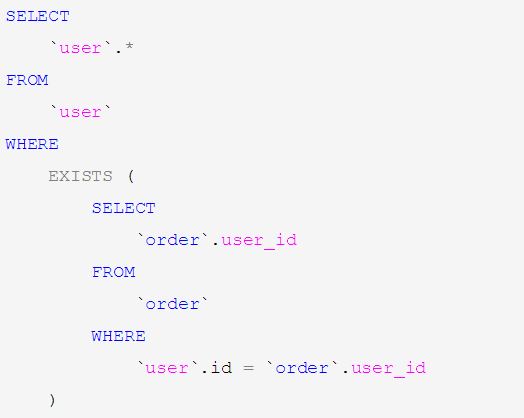 SELECT
    `user`.*
FROM
    `user`
WHERE
    EXISTS (
        SELECT
            `order`.user_id
        FROM
            `order`
        WHERE
            `user`.id = `order`.user_id
    )